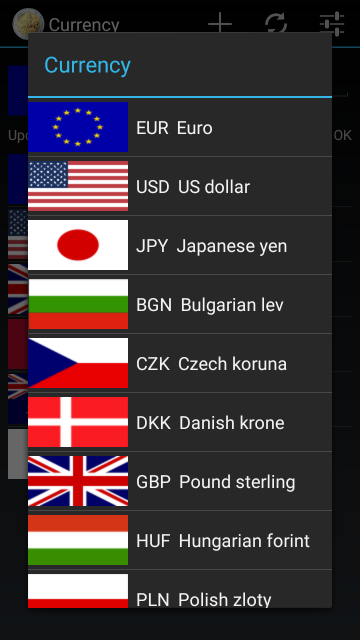 Currency
Currency
EUR Euro
Upd
OK
USD US dollar
JPY Japanese yen
BGN Bulgarian lev
CZK Czech koruna
DKK Danish krone
GBP Pound sterling
HUF Hungarian forint
PLN Polish zloty